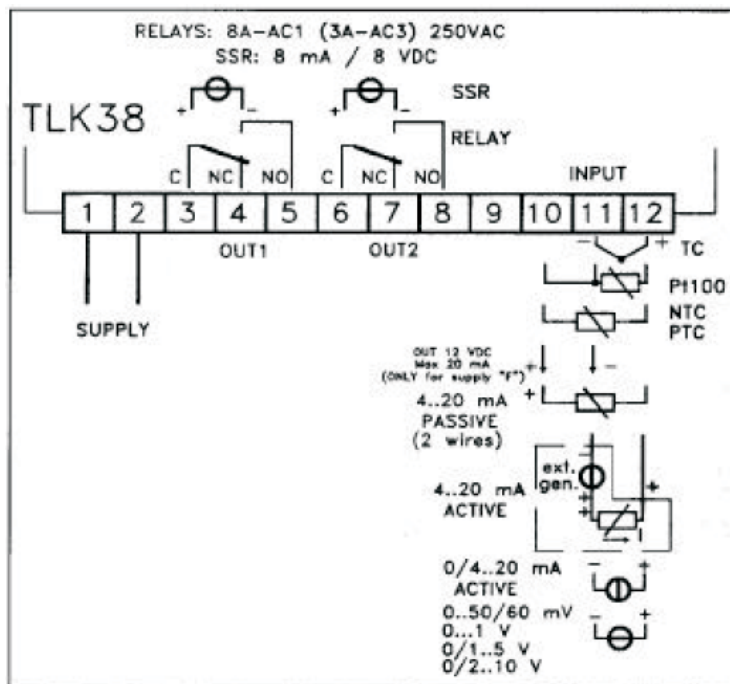 RELAYS: 8A-AC1 (3A-AC3) 250VAC
SSR: 8 mA / 8 VDC
+ - + - SSR
TLK38
RELAY
C NC NO C NC NO INPUT
1 2 3 4 5 6 7 8 9 10 11 12
OUT1 OUT2 - + TC
Pt100
SUPPLY
NTC
PTC
OUT 12 VDC
Max 20 mA
(ONLY for supply "F")
+ -
4..20 mA
PASSIVE
(2 wires)
+
ext.
gen.
4..20 mA
ACTIVE
- + + +
I
0/4..20 mA
ACTIVE
- +
0..50/60 mV
0...1 V
0/1..5 V
0/2..10 V
- +